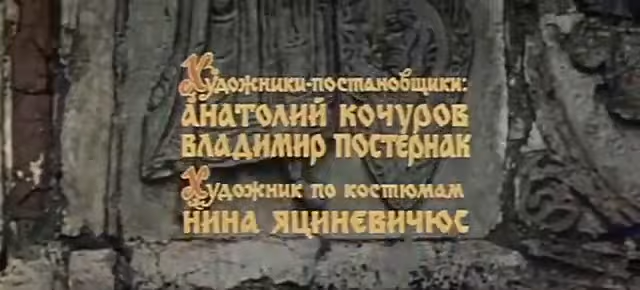 Художники-постановщики:
АНАТОЛИЙ КОЧУРОВ
ВЛАДИМИР ПОСТЕРНАК
Художник по костюмам
НИНА ЯЦИНЕВИЧЮС